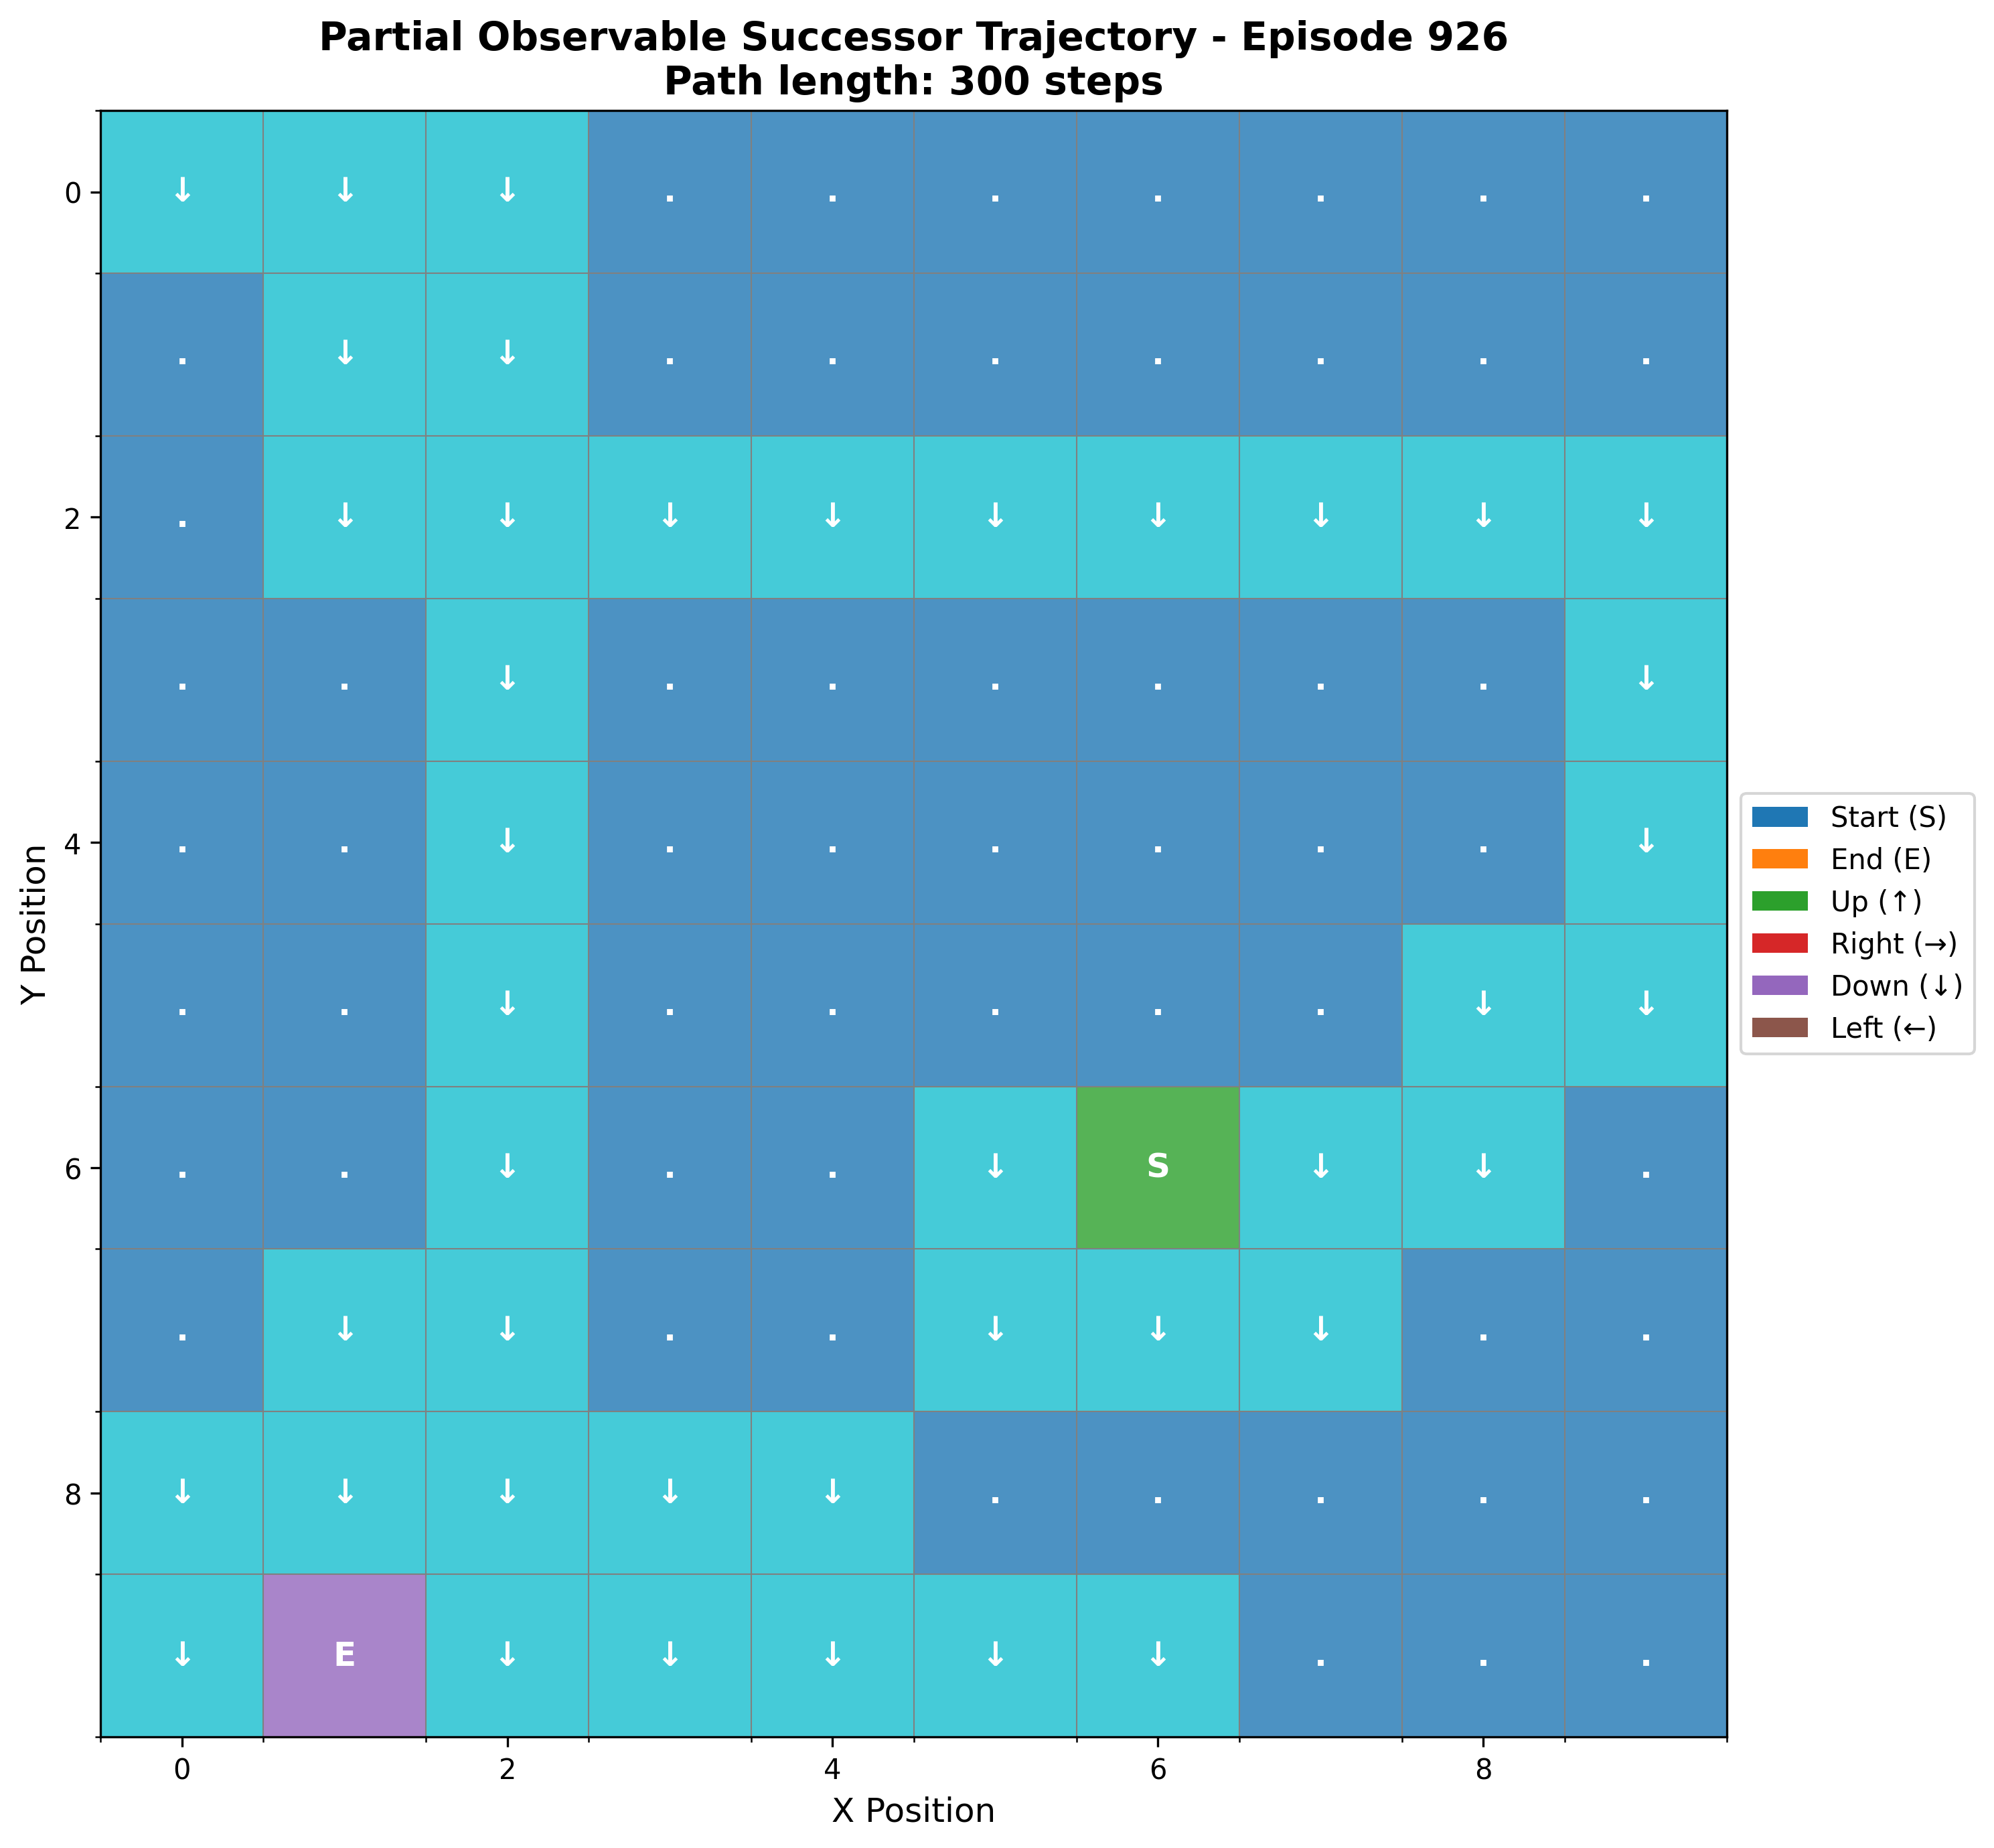 Partial Observable Successor Trajectory - Episode 926
Path length: 300 steps
0 ↓ ↓ ↓ . . . . . . .
. ↓ ↓ . . . . . . .
2 . ↓ ↓ ↓ ↓ ↓ ↓ ↓ ↓ ↓
. . ↓ . . . . . . ↓
4 . . ↓ . . . . . . ↓
. . ↓ . . . . . ↓ ↓
6 . . ↓ . . ↓ S ↓ ↓ .
. ↓ ↓ . . ↓ ↓ ↓ . .
8 ↓ ↓ ↓ ↓ ↓ . . . . .
↓ E ↓ ↓ ↓ ↓ ↓ . . .
0 2 4 6 8
X Position
Y Position
Start (S)
End (E)
Up (↑)
Right (→)
Down (↓)
Left (←)